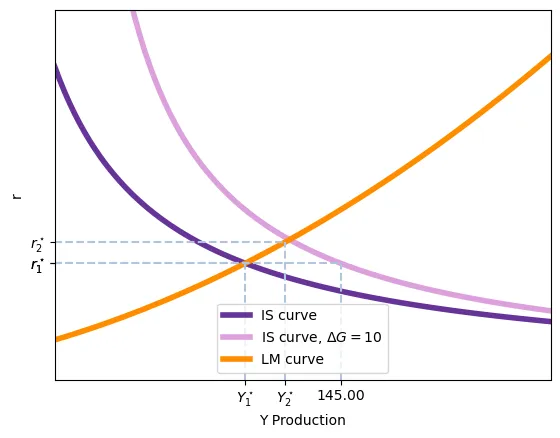 r
r₂*
r₁*
IS curve
IS curve, ΔG = 10
LM curve
Y₁* Y₂* 145.00
Y Production